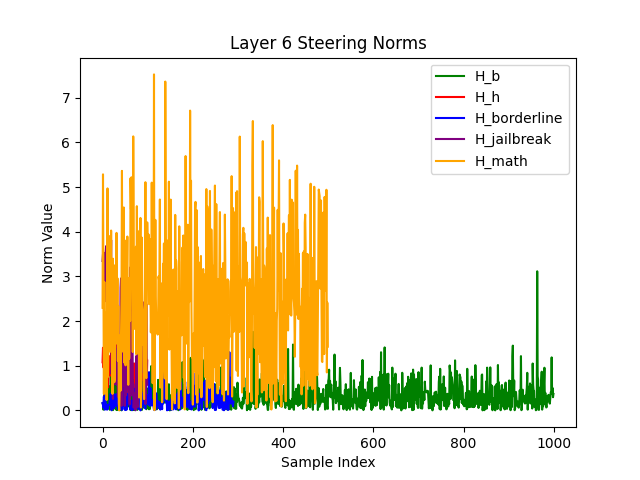 Layer 6 Steering Norms
H_b
H_h
H_borderline
H_jailbreak
H_math
Norm Value
7
6
5
4
3
2
1
0
0
200
400
600
800
1000
Sample Index